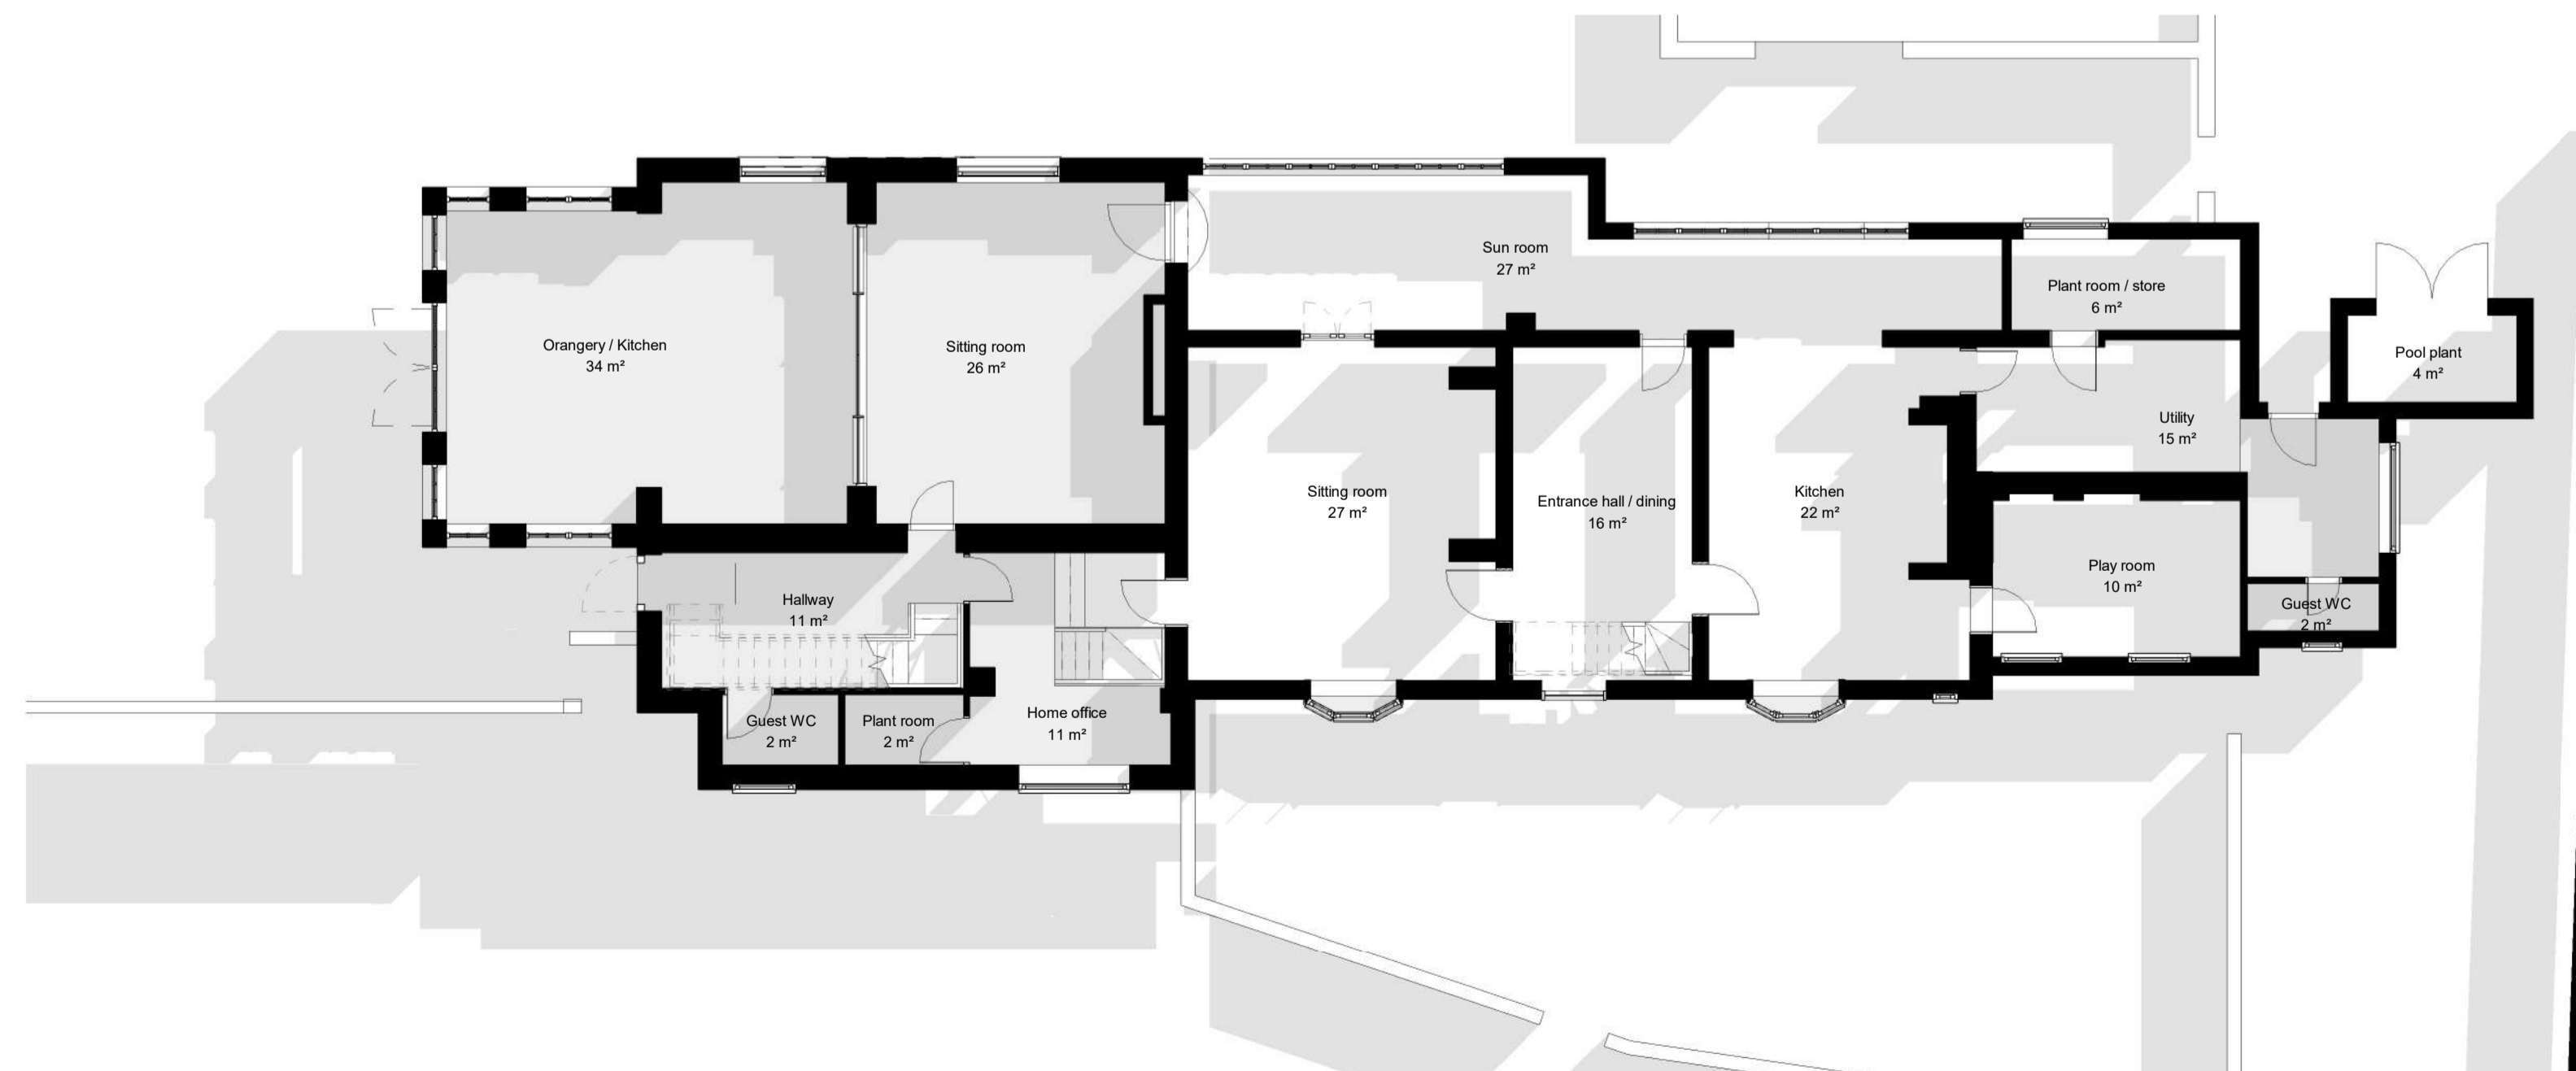 Sun room
27 m²
Plant room / store
6 m²
Orangery / Kitchen
34 m²
Sitting room
26 m²
Pool plant
4 m²
Utility
15 m²
Sitting room
27 m²
Entrance hall / dining
16 m²
Kitchen
22 m²
Play room
10 m²
Hallway
11 m²
Guest WC
2 m²
Guest WC
2 m²
Plant room
2 m²
Home office
11 m²